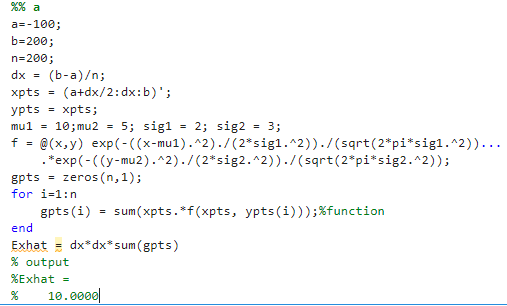 %% a
a=-100;
b=200;
n=200;
dx = (b-a)/n;
xpts = (a+dx/2:dx:b)';
ypts = xpts;
mu1 = 10;mu2 = 5; sig1 = 2; sig2 = 3;
f = @(x,y) exp(-((x-mu1).^2)./(2*sig1.^2))./(sqrt(2*pi*sig1.^2))...
.*exp(-((y-mu2).^2)./(2*sig2.^2))./(sqrt(2*pi*sig2.^2));
gpts = zeros(n,1);
for i=1:n
gpts(i) = sum(xpts.*f(xpts, ypts(i)));%function
end
Exhat = dx*dx*sum(gpts)
% output
%Exhat =
% 10.0000